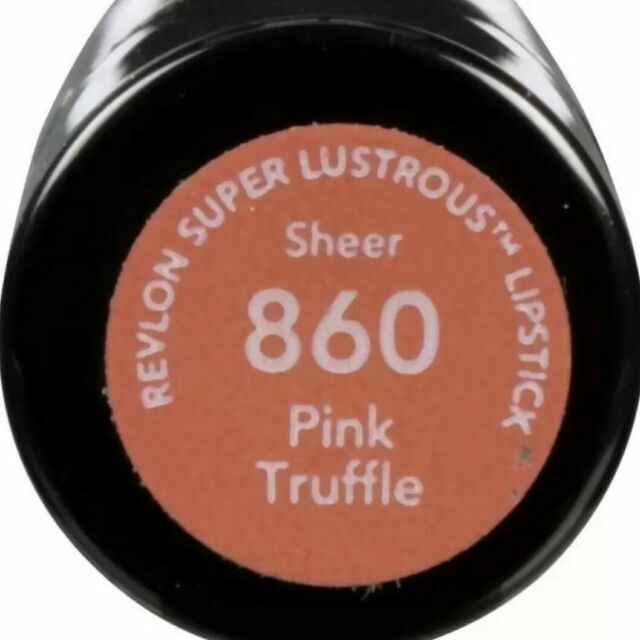 REVLON SUPER LUSTROUS™ LIPSTICK
Sheer
860
Pink
Truffle